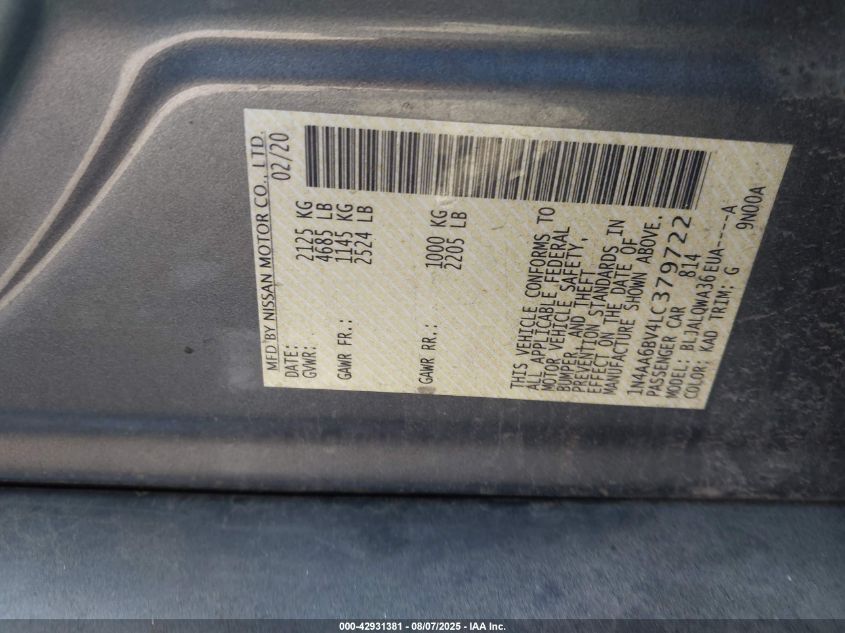 MFD BY NISSAN MOTOR CO., LTD.
DATE: 02/20
GVWR: 2125 KG
4685 LB
GAWR FR.: 1145 KG
2524 LB
GAWR RR.: 1000 KG
2205 LB
THIS VEHICLE CONFORMS TO
ALL APPLICABLE FEDERAL
MOTOR VEHICLE SAFETY,
BUMPER, AND THEFT
PREVENTION STANDARDS IN
EFFECT ON THE DATE OF
MANUFACTURE SHOWN ABOVE.
1N4AA6BV4LC379722
PASSENGER CAR 814
MODEL: BLJALQWA36EUA----A
COLOR: KAD TRIM: G 9N00A
000-42931381 - 08/07/2025 - IAA Inc.